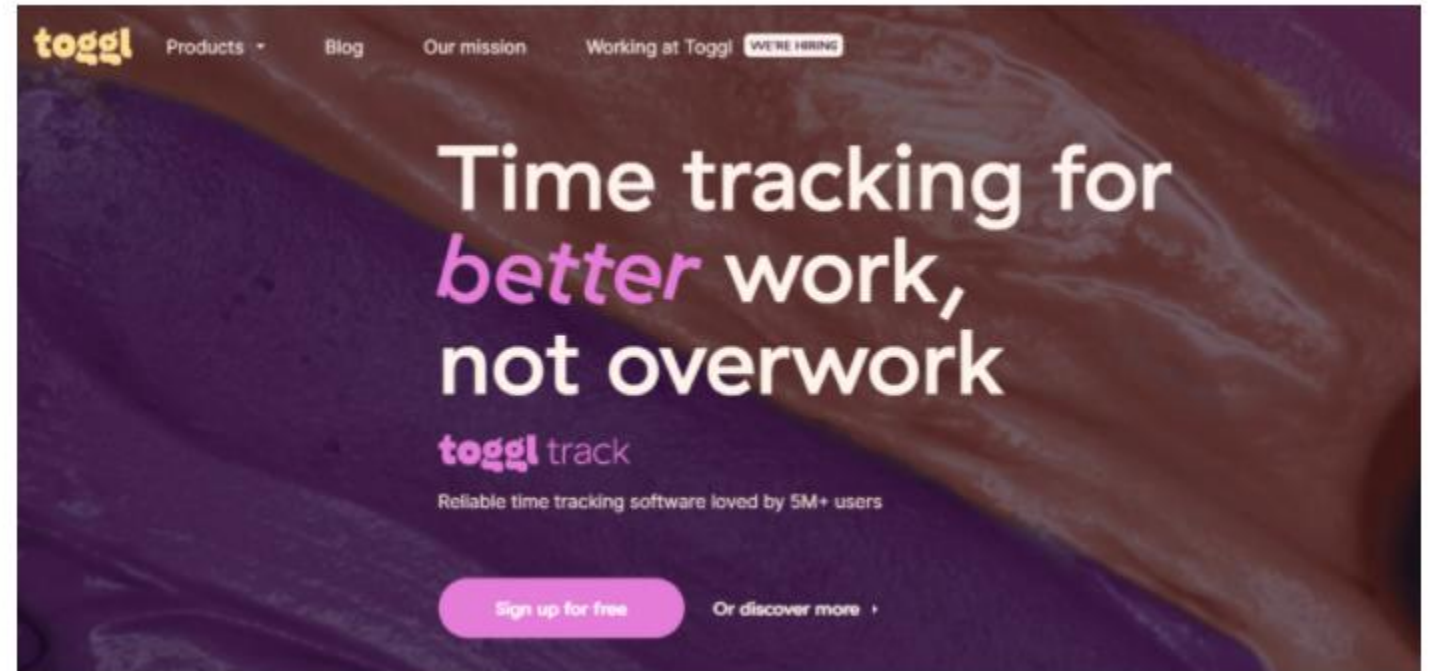 toggl Products Blog Our mission Working at Toggl WE'RE HIRING
Time tracking for
better work,
not overwork
toggl track
Reliable time tracking software loved by 5M+ users
Sign up for free Or discover more